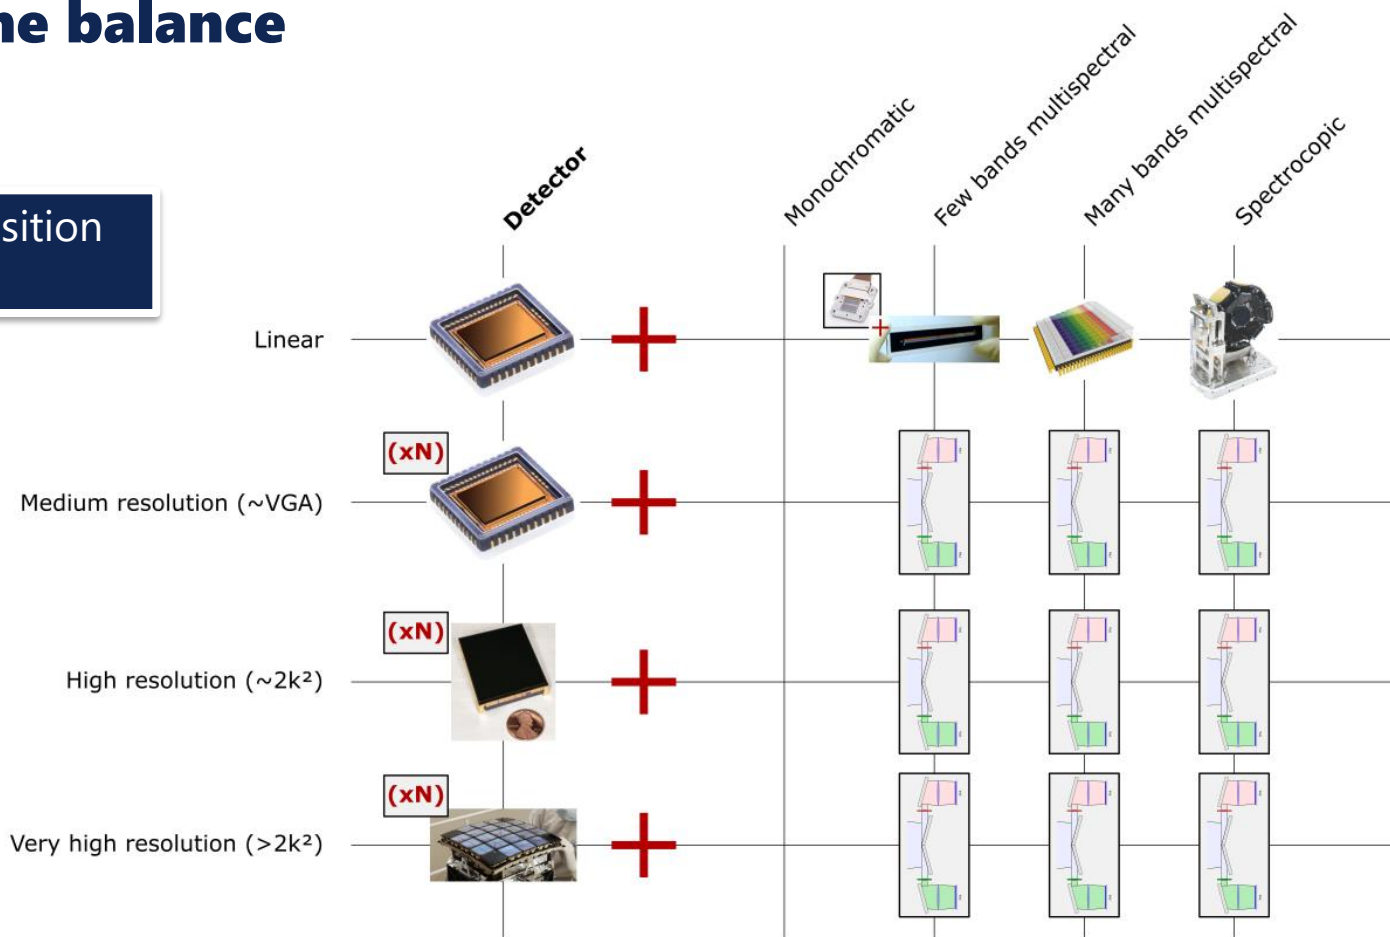 ne balance
sition
Detector
Monochromatic
Few bands multispectral
Many bands multispectral
Spectrocopic
Linear
Medium resolution (~VGA)
(xN)
High resolution (~2k²)
(xN)
Very high resolution (>2k²)
(xN)